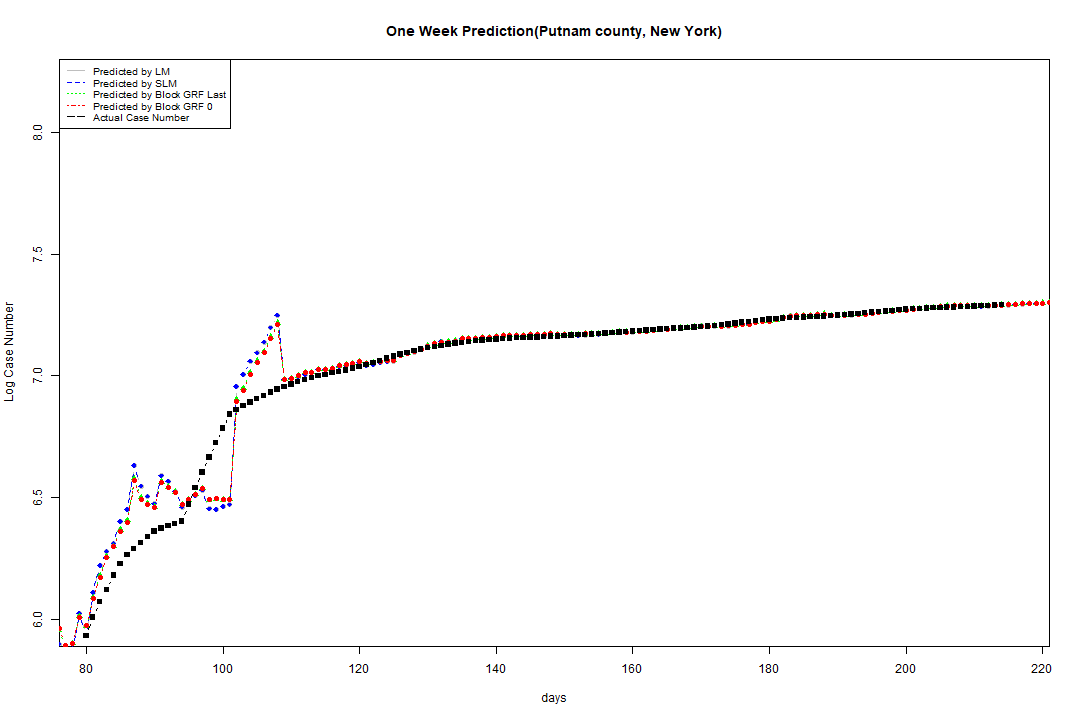 One Week Prediction(Putnam county, New York)
Predicted by LM
Predicted by SLM
Predicted by Block GRF Last
Predicted by Block GRF 0
Actual Case Number
8.0
7.5
7.0
6.5
6.0
Log Case Number
80 100 120 140 160 180 200 220
days